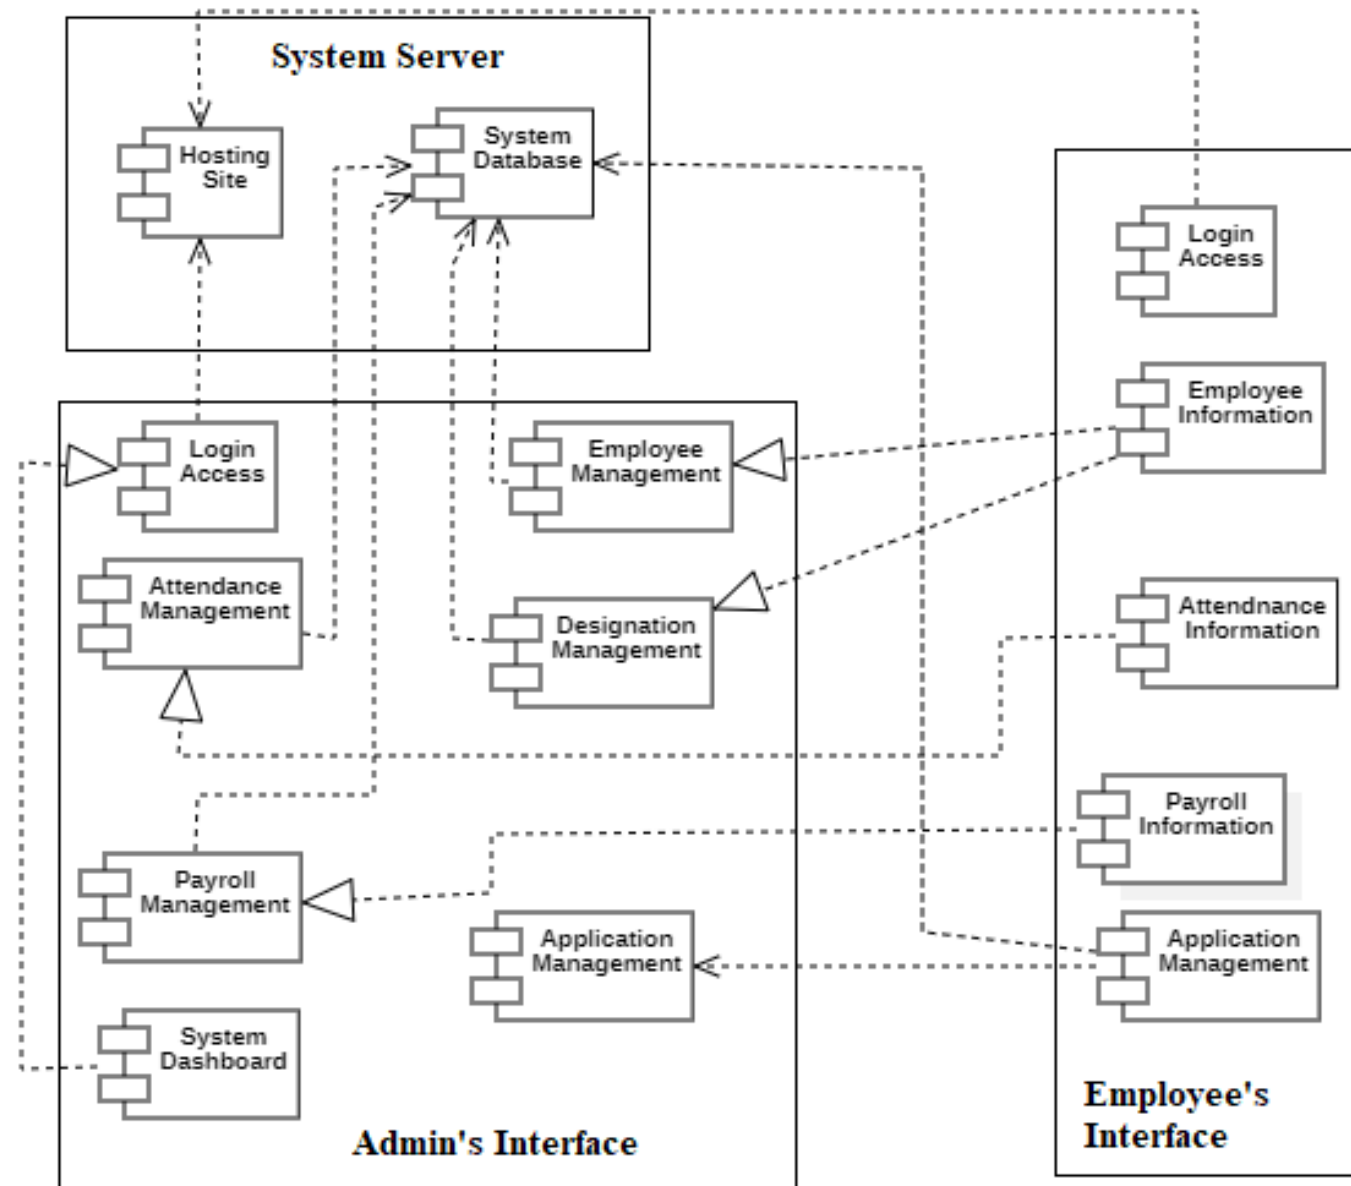 System Server
Hosting
Site
System
Database
Login
Access
Employee
Management
Attendance
Management
Designation
Management
Payroll
Management
Application
Management
System
Dashboard
Admin's Interface
Login
Access
Employee
Information
Attendnance
Information
Payroll
Information
Application
Management
Employee's
Interface